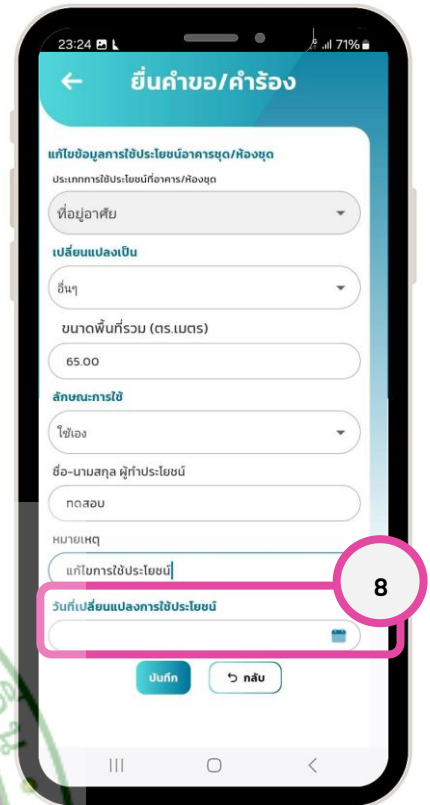 23:24
71%
ยื่นคำขอ/คำร้อง
แก้ไขข้อมูลการใช้ประโยชน์อาคารชุด/ห้องชุด
ประเภทการใช้ประโยชน์ที่อาคาร/ห้องชุด
ที่อยู่อาศัย
เปลี่ยนแปลงเป็น
อื่นๆ
ขนาดพื้นที่รวม (ตร.เมตร)
65.00
ลักษณะการใช้
ใช้เอง
ชื่อ-นามสกุล ผู้ทำประโยชน์
ทดสอบ
หมายเหตุ
แก้ไขการใช้ประโยชน์
8
วันที่เปลี่ยนแปลงการใช้ประโยชน์
บันทึก
กลับ